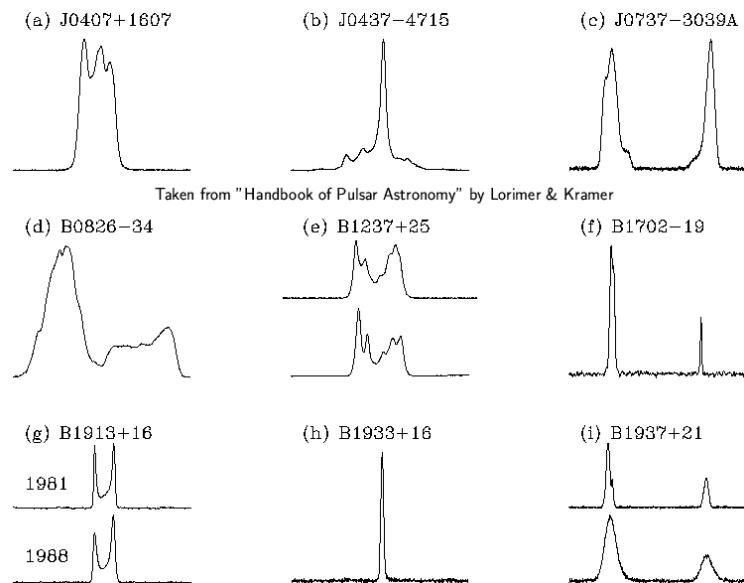 (a) J0407+1607
(b) J0437−4715
(c) J0737−3039A
Taken from "Handbook of Pulsar Astronomy" by Lorimer & Kramer
(d) B0826−34
(e) B1237+25
(f) B1702−19
(g) B1913+16
(h) B1933+16
(i) B1937+21
1981
1988